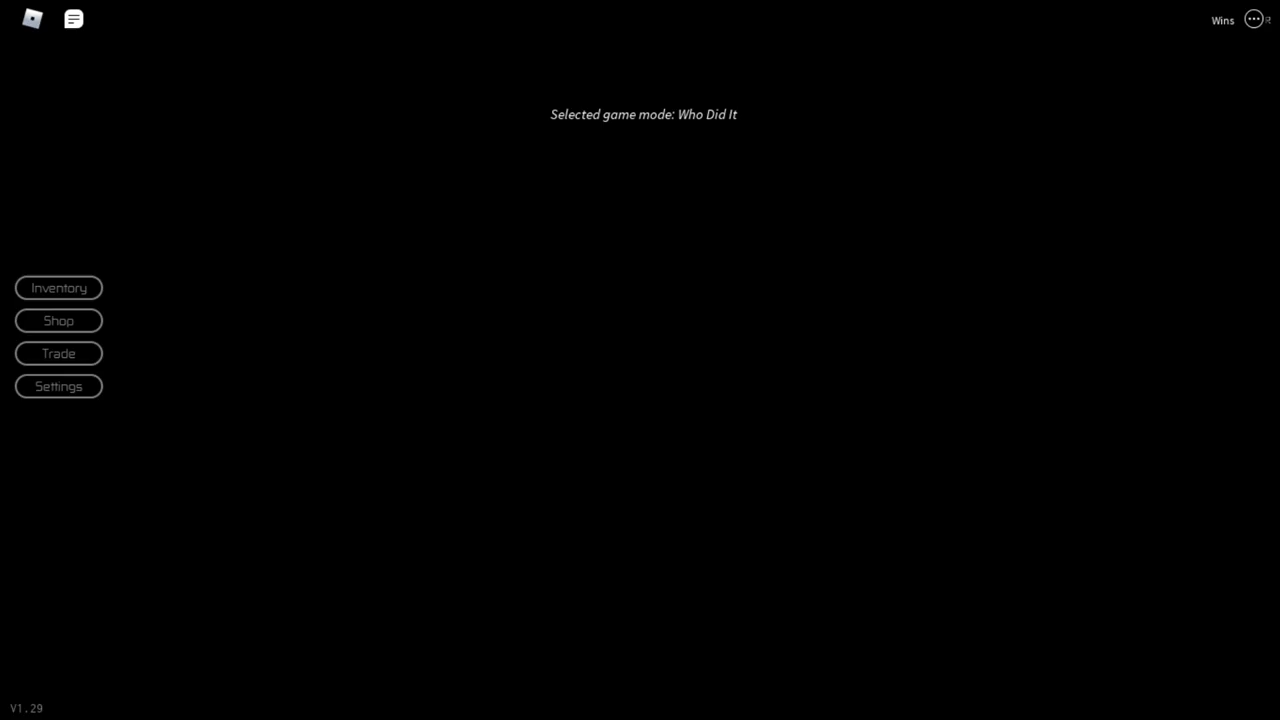 Wins
Selected game mode: Who Did It
Inventory
Shop
Trade
Settings
V1.29